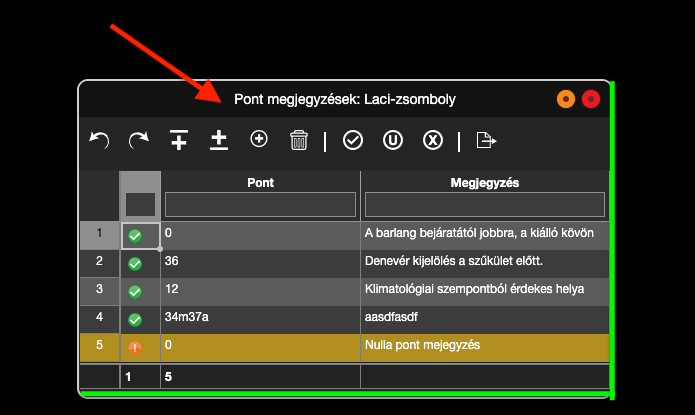 Pont megjegyzések: Laci-zsomboly
U X
Pont Megjegyzés
1 0 A barlang bejáratától jobbra, a kiálló kövön
2 36 Denevér kijelölés a szűkület előtt.
3 12 Klimatológiai szempontból érdekes helya
4 34m37a aasdfasdf
5 0 Nulla pont mejegyzés
1 5